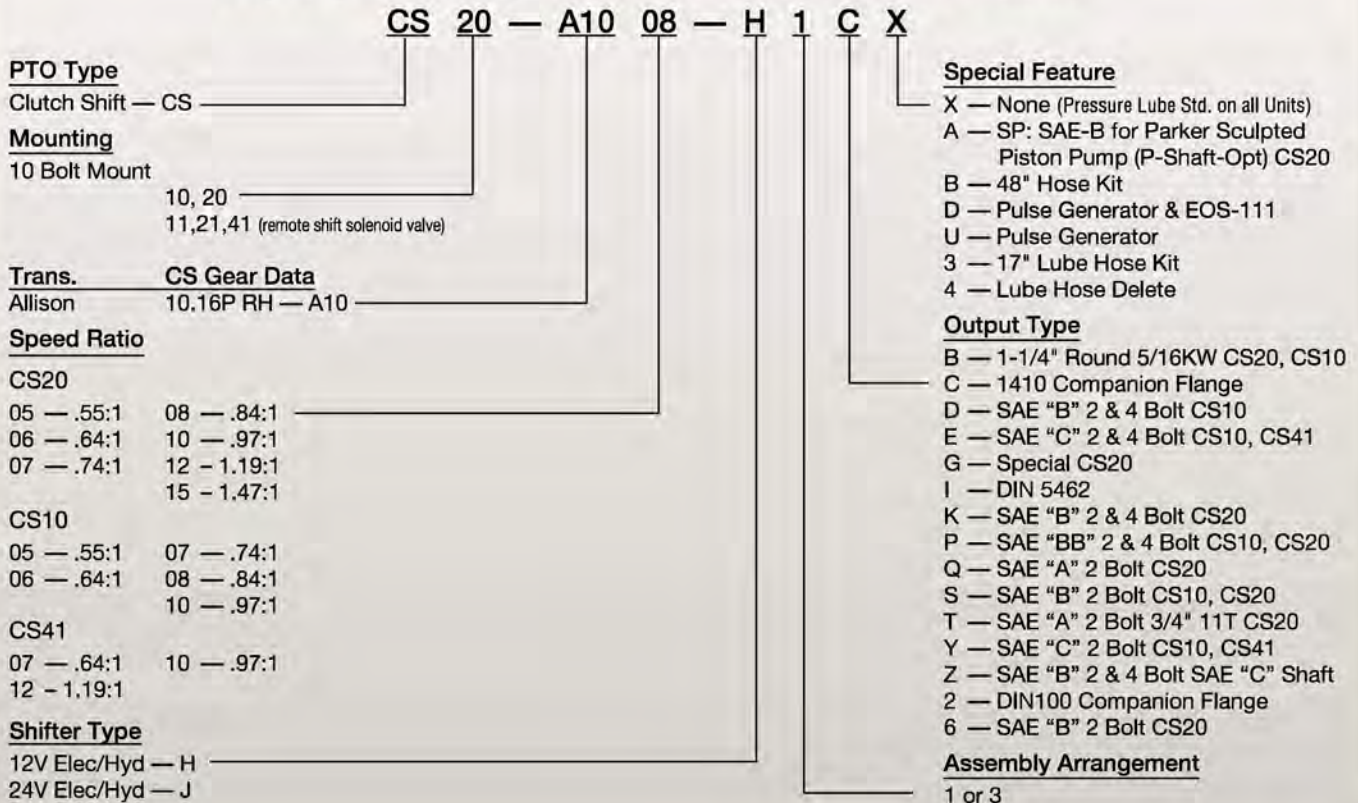 CS 20 — A10 08 — H 1 C X
PTO Type
Clutch Shift — CS
Mounting
10 Bolt Mount
10, 20
11,21,41 (remote shift solenoid valve)
Trans. CS Gear Data
Allison 10.16P RH — A10
Speed Ratio
CS20
05 — .55:1 08 — .84:1
06 — .64:1 10 — .97:1
07 — .74:1 12 – 1.19:1
15 – 1.47:1
CS10
05 — .55:1 07 — .74:1
06 — .64:1 08 — .84:1
10 — .97:1
CS41
07 — .64:1 10 — .97:1
12 – 1.19:1
Shifter Type
12V Elec/Hyd — H
24V Elec/Hyd — J
Special Feature
X — None (Pressure Lube Std. on all Units)
A — SP: SAE-B for Parker Sculpted
Piston Pump (P-Shaft-Opt) CS20
B — 48" Hose Kit
D — Pulse Generator & EOS-111
U — Pulse Generator
3 — 17" Lube Hose Kit
4 — Lube Hose Delete
Output Type
B — 1-1/4" Round 5/16KW CS20, CS10
C — 1410 Companion Flange
D — SAE “B” 2 & 4 Bolt CS10
E — SAE “C” 2 & 4 Bolt CS10, CS41
G — Special CS20
I — DIN 5462
K — SAE “B” 2 & 4 Bolt CS20
P — SAE “BB” 2 & 4 Bolt CS10, CS20
Q — SAE “A” 2 Bolt CS20
S — SAE “B” 2 Bolt CS10, CS20
T — SAE “A” 2 Bolt 3/4" 11T CS20
Y — SAE “C” 2 Bolt CS10, CS41
Z — SAE “B” 2 & 4 Bolt SAE “C” Shaft
2 — DIN100 Companion Flange
6 — SAE “B” 2 Bolt CS20
Assembly Arrangement
1 or 3